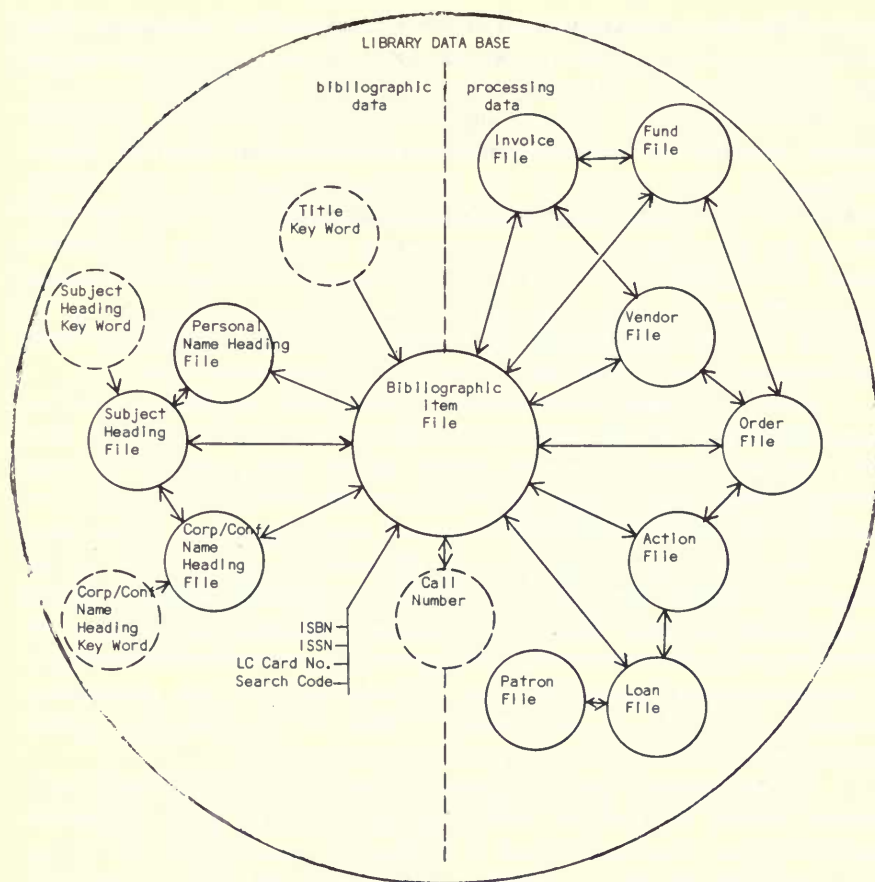 LIBRARY DATA BASE
bibilographic
data
processing
data
Invoice
File
Fund
File
Title
Key Word
Subject
Heading
Key Word
Personal
Name Heading
File
Vendor
File
Bibilographic
Item
File
Subject
Heading
File
Order
File
Corp/Conf
Name
Heading
File
Action
File
Corp/Conf
Name
Heading
Key Word
Call
Number
ISBN
ISSN
LC Card No.
Search Code
Patron
File
Loan
File